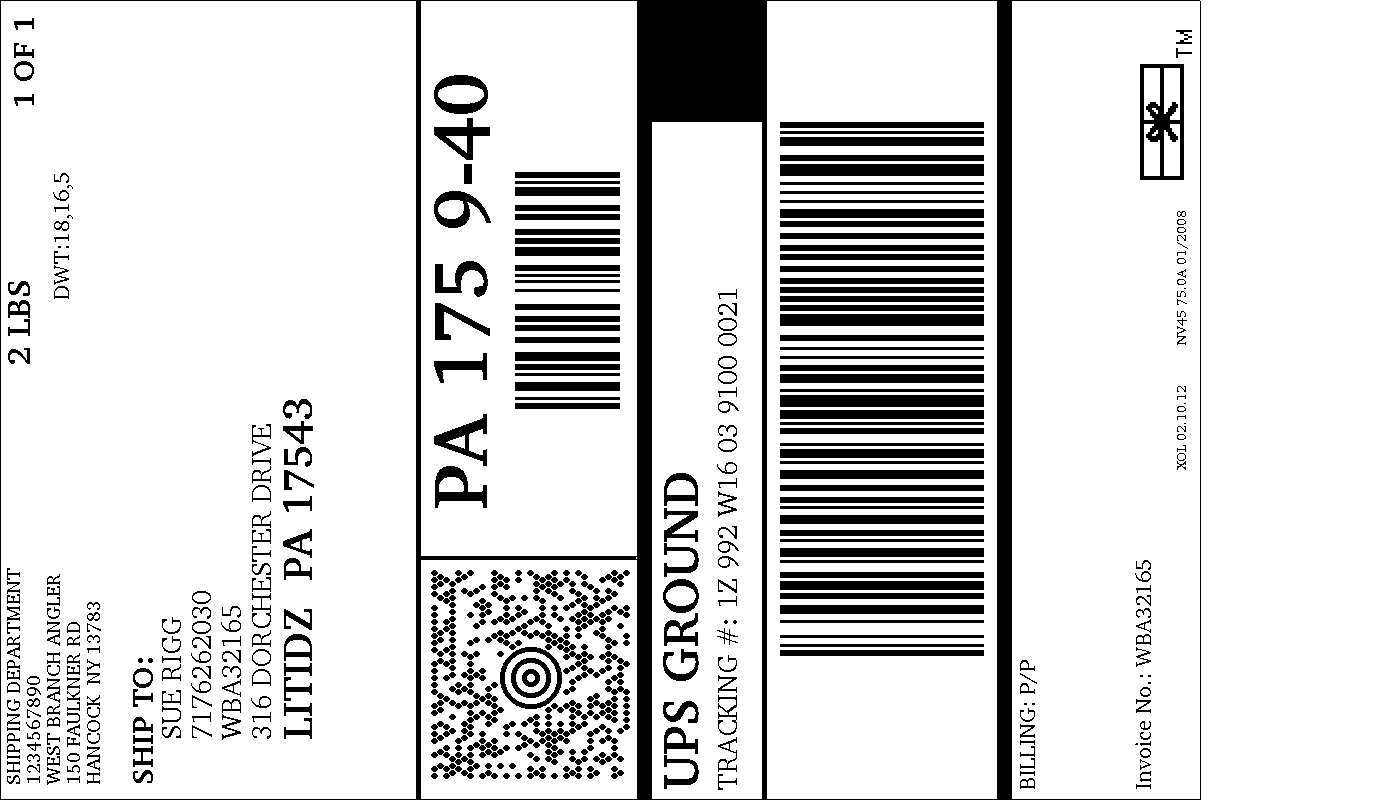 SHIPPING DEPARTMENT
1234567890
WEST BRANCH ANGLER
150 FAULKNER RD
HANCOCK NY 13783
2 LBS
1 OF 1
DWT:18,16,5
SHIP TO:
SUE RIGG
7176262030
WBA32165
316 DORCHESTER DRIVE
LITIDZ PA 17543
PA 175 9-40
UPS GROUND
TRACKING #: 1Z 992 W16 03 9100 0021
BILLING: P/P
Invoice No.: WBA32165
XOL 02.10.12 NV45 75.0A 01/2008
TM